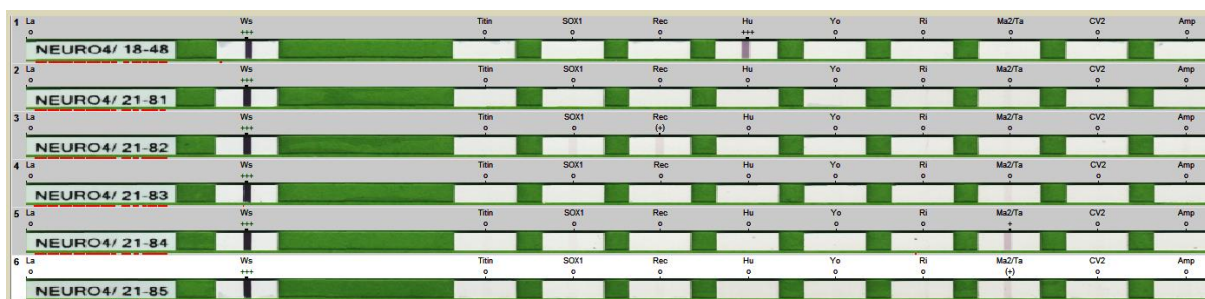 1 La Ws Titin SOX1 Rec Hu Yo Ri Ma2/Ta CV2 Amp
o +++ o o o +++ o o o o o
NEURO4/ 18-48
2 La Ws Titin SOX1 Rec Hu Yo Ri Ma2/Ta CV2 Amp
o +++ o o o o o o o o o
NEURO4/ 21-81
3 La Ws Titin SOX1 Rec Hu Yo Ri Ma2/Ta CV2 Amp
o +++ o o (+) o o o o o o
NEURO4/ 21-82
4 La Ws Titin SOX1 Rec Hu Yo Ri Ma2/Ta CV2 Amp
o +++ o o o o o o o o o
NEURO4/ 21-83
5 La Ws Titin SOX1 Rec Hu Yo Ri Ma2/Ta CV2 Amp
o +++ o o o o o o + o o
NEURO4/ 21-84
6 La Ws Titin SOX1 Rec Hu Yo Ri Ma2/Ta CV2 Amp
o +++ o o o o o o (+) o o
NEURO4/ 21-85